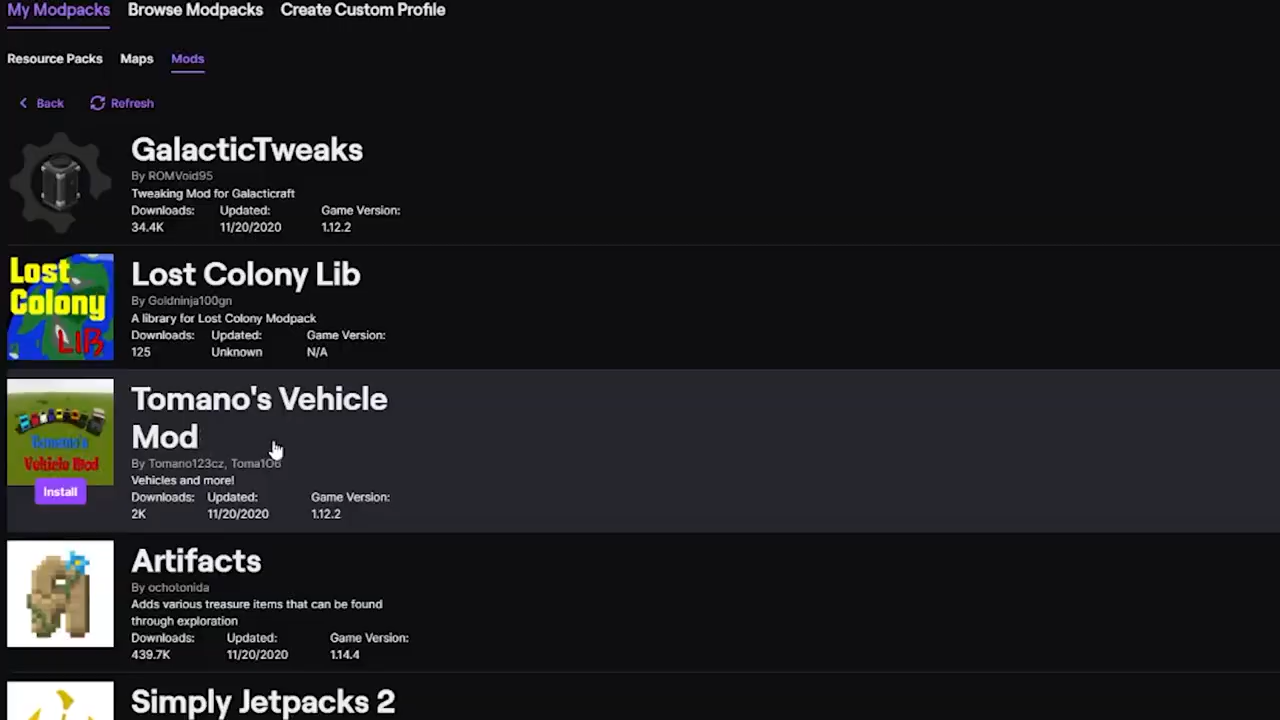 My Modpacks Browse Modpacks Create Custom Profile
Resource Packs Maps Mods
Back Refresh
GalacticTweaks
By ROMVoid95
Tweaking Mod for Galacticraft
Downloads: Updated: Game Version:
34.4K 11/20/2020 1.12.2
Lost Colony LIB
Lost Colony Lib
By Goldninja100gn
A library for Lost Colony Modpack
Downloads: Updated: Game Version:
125 Unknown N/A
Tomano's Vehicle Mod
Install
Tomano's Vehicle
Mod
By Tomano123cz, Toma1O6
Vehicles and more!
Downloads: Updated: Game Version:
2K 11/20/2020 1.12.2
Artifacts
By ochotonida
Adds various treasure items that can be found
through exploration
Downloads: Updated: Game Version:
439.7K 11/20/2020 1.14.4
Simply Jetpacks 2